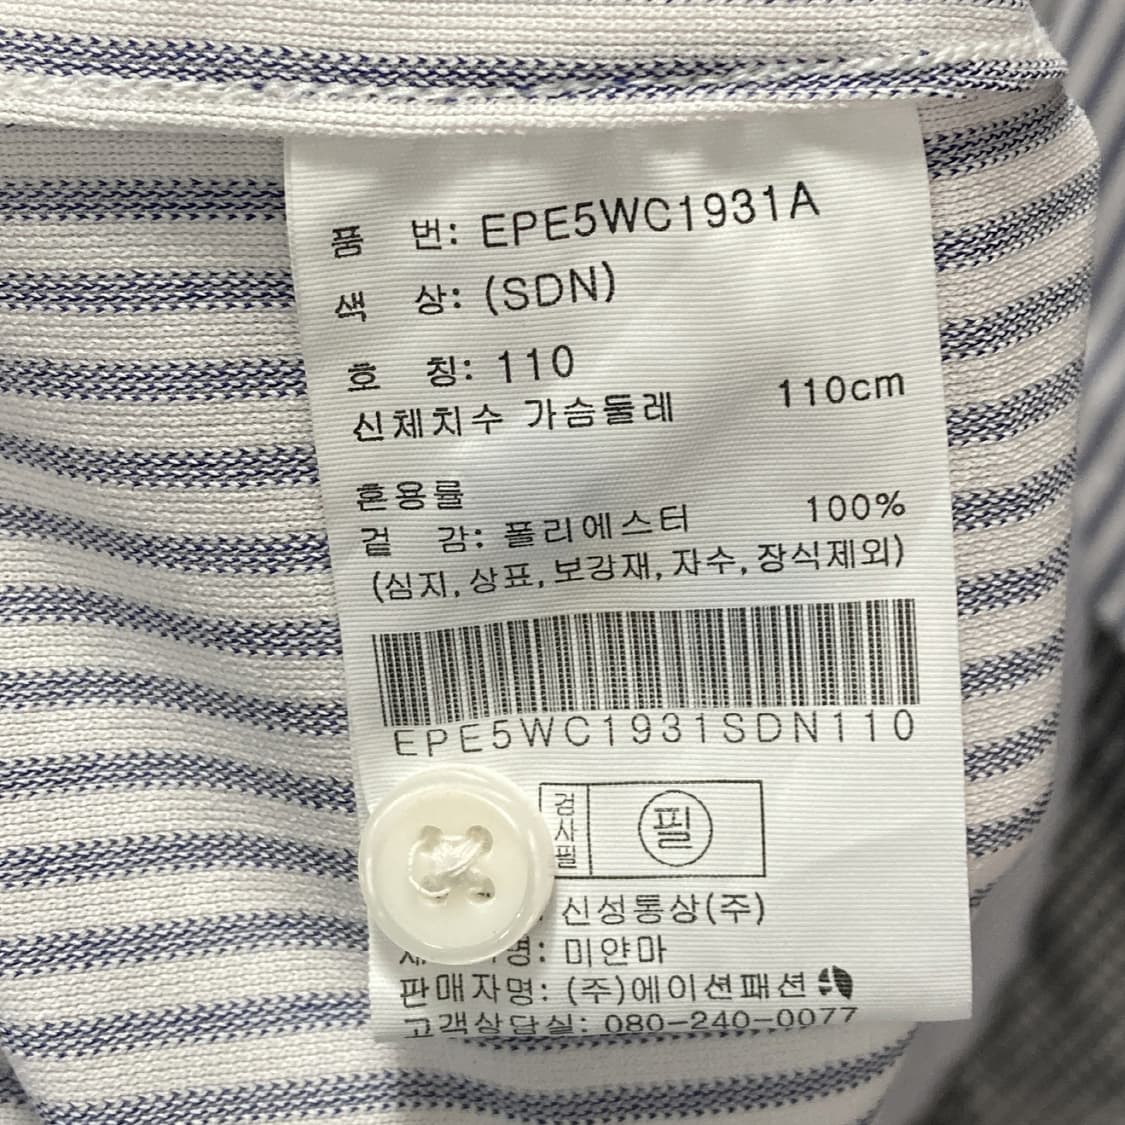 품 번: EPE5WC1931A
색 상: (SDN)
호 칭: 110
신체치수 가슴둘레 110cm
혼용률
겉 감: 폴리에스터 100%
(심지, 상표, 보강재, 자수, 장식제외)
EPE5WC1931SDN110
검사필 필
신성통상(주)
미얀마
판매자명: (주)에이션패션
고객상담실: 080-240-0077